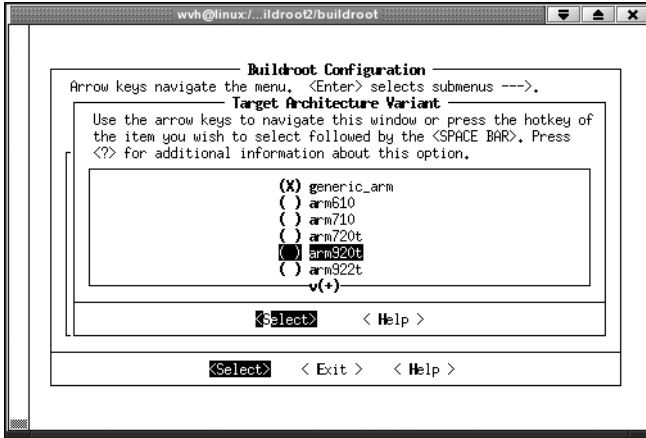 wvh@linux:/...ildroot2/buildroot
Buildroot Configuration
Arrow keys navigate the menu. <Enter> selects submenus --->.
Target Architecture Variant
Use the arrow keys to navigate this window or press the hotkey of
the item you wish to select followed by the <SPACE BAR>. Press
<?> for additional information about this option.
(X) generic_arm
( ) arm610
( ) arm710
( ) arm720t
( ) arm920t
( ) arm922t
v(+)
<Select> < Help >
<Select> < Exit > < Help >